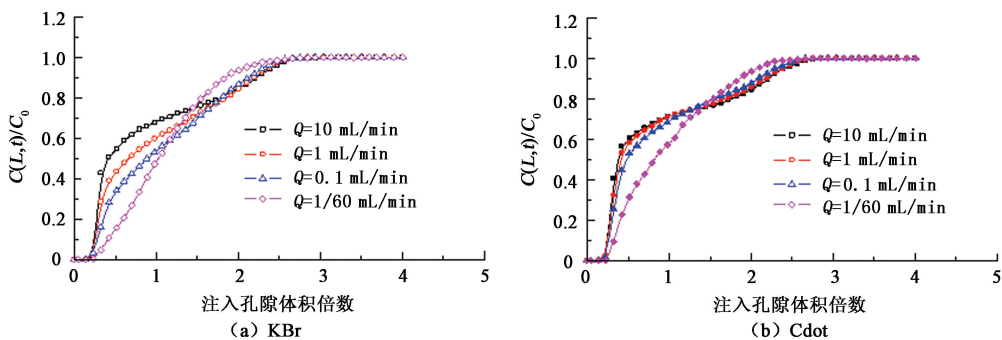 1.2
1.0
0.8
0.6
0.4
0.2
0
C(L,t)/C₀
Q=10 mL/min
Q=1 mL/min
Q=0.1 mL/min
Q=1/60 mL/min
0 1 2 3 4 5
注入孔隙体积倍数
（a）KBr
1.2
1.0
0.8
0.6
0.4
0.2
0
C(L,t)/C₀
Q=10 mL/min
Q=1 mL/min
Q=0.1 mL/min
Q=1/60 mL/min
0 1 2 3 4 5
注入孔隙体积倍数
（b）Cdot